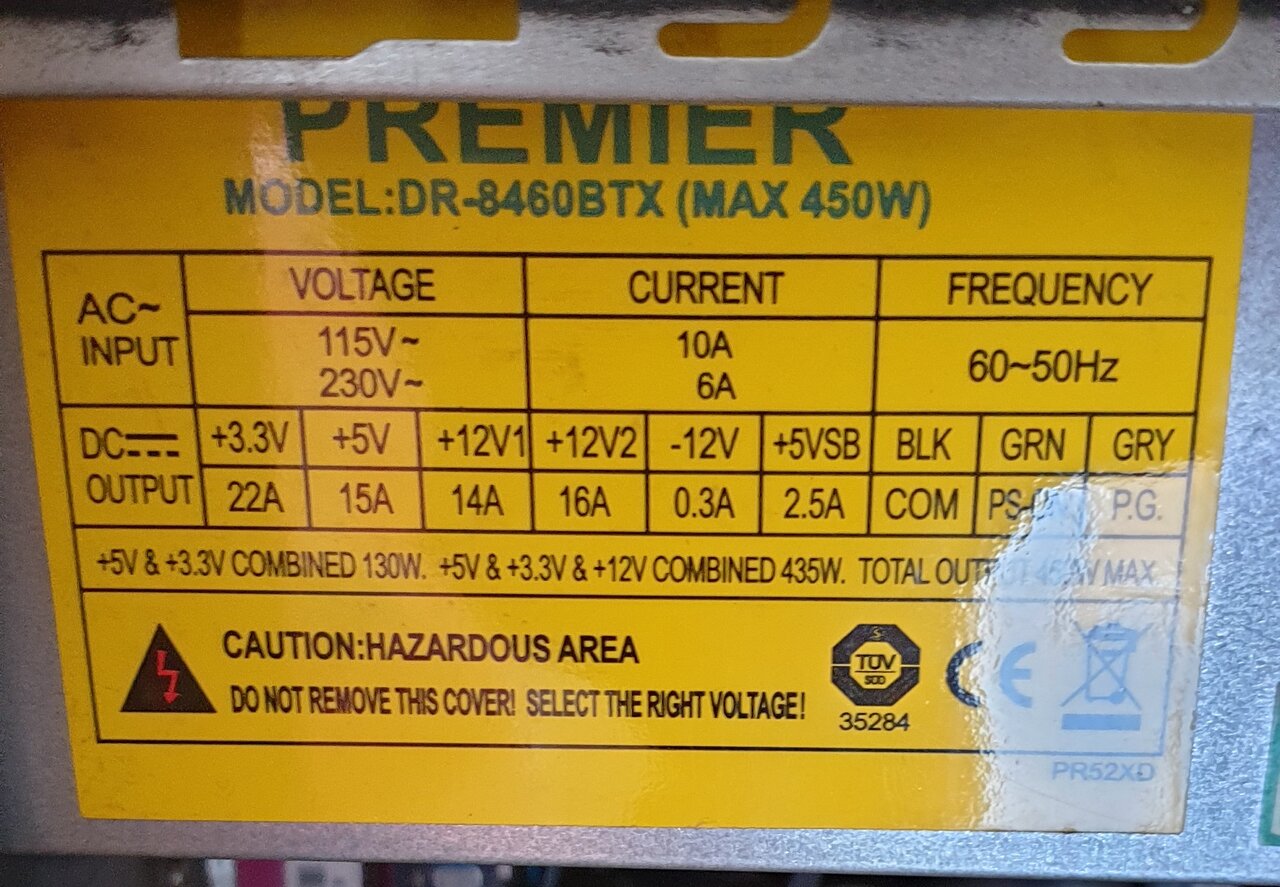 PREMIER
MODEL:DR-8460BTX (MAX 450W)
AC~ INPUT
VOLTAGE CURRENT FREQUENCY
115V~ 10A 60~50Hz
230V~ 6A
DC OUTPUT
+3.3V +5V +12V1 +12V2 -12V +5VSB BLK GRN GRY
22A 15A 14A 16A 0.3A 2.5A COM P.G.
+5V & +3.3V COMBINED 130W. +5V & +3.3V & +12V COMBINED 435W. TOTAL OUTPUT MAX
CAUTION:HAZARDOUS AREA
DO NOT REMOVE THIS COVER! SELECT THE RIGHT VOLTAGE!
S
TUV
35284
CE
PR52XD